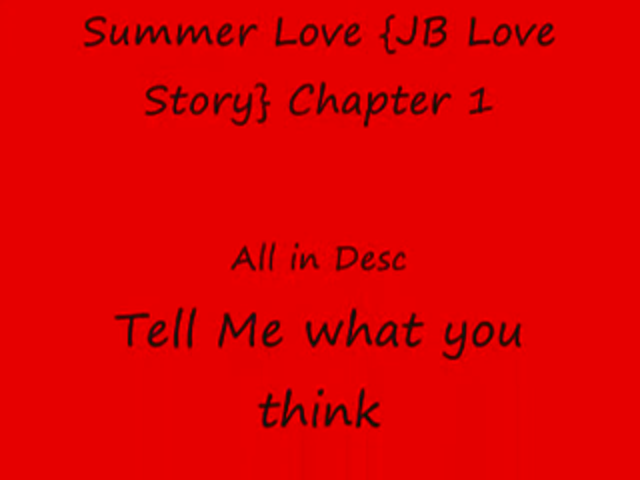 Summer Love {JB Love
Story} Chapter 1
All in Desc
Tell Me what you
think